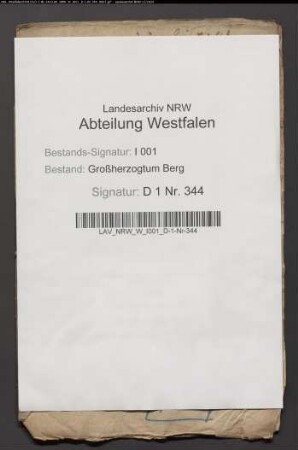 Landesarchiv NRW
Abteilung Westfalen
Bestands-Signatur: I 001
Bestand: Großherzogtum Berg
Signatur: D 1 Nr. 344
LAV_NRW_W_I001_D-1-Nr-344